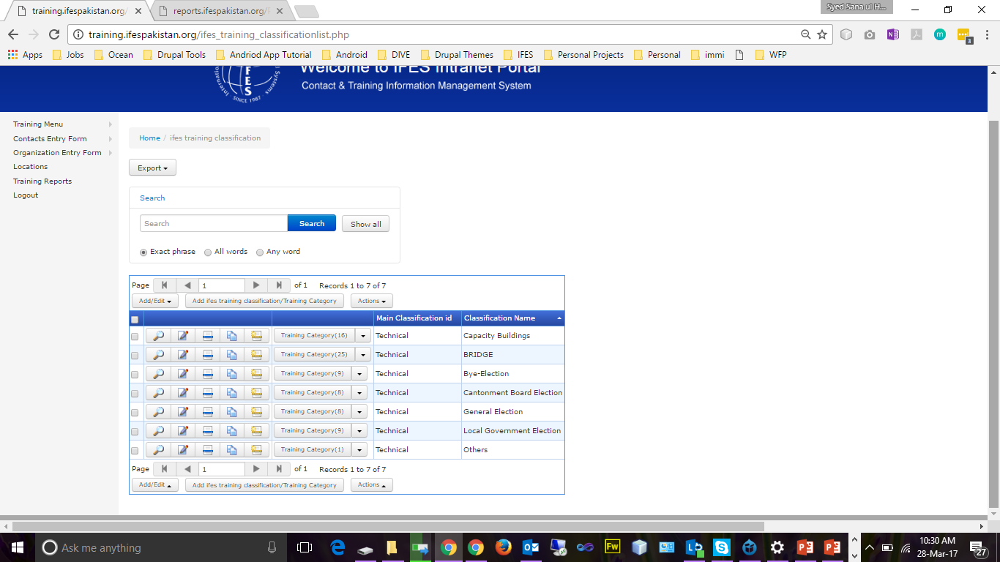 training.ifespakistan.org/
reports.ifespakistan.org/
Syed Sana ul H...
training.ifespakistan.org/ifes_training_classificationlist.php
3
Apps Jobs Ocean Drupal Tools Andriod App Tutorial Android DIVE Drupal Themes IFES Personal Projects Personal immi WFP
Welcome to IFES Intranet Portal
Contact & Training Information Management System
FES
SINCE 1987
Training Menu
Contacts Entry Form
Organization Entry Form
Locations
Training Reports
Logout
Home / ifes training classification
Export
Search
Search Search Show all
Exact phrase All words Any word
Page 1 of 1 Records 1 to 7 of 7
Add/Edit Add ifes training classification/Training Category Actions
Main Classification id Classification Name
Training Category(16) Technical Capacity Buildings
Training Category(25) Technical BRIDGE
Training Category(9) Technical Bye-Election
Training Category(8) Technical Cantonment Board Election
Training Category(8) Technical General Election
Training Category(9) Technical Local Government Election
Training Category(1) Technical Others
Page 1 of 1 Records 1 to 7 of 7
Add/Edit Add ifes training classification/Training Category Actions
Ask me anything
Fw
10:30 AM
28-Mar-17
27